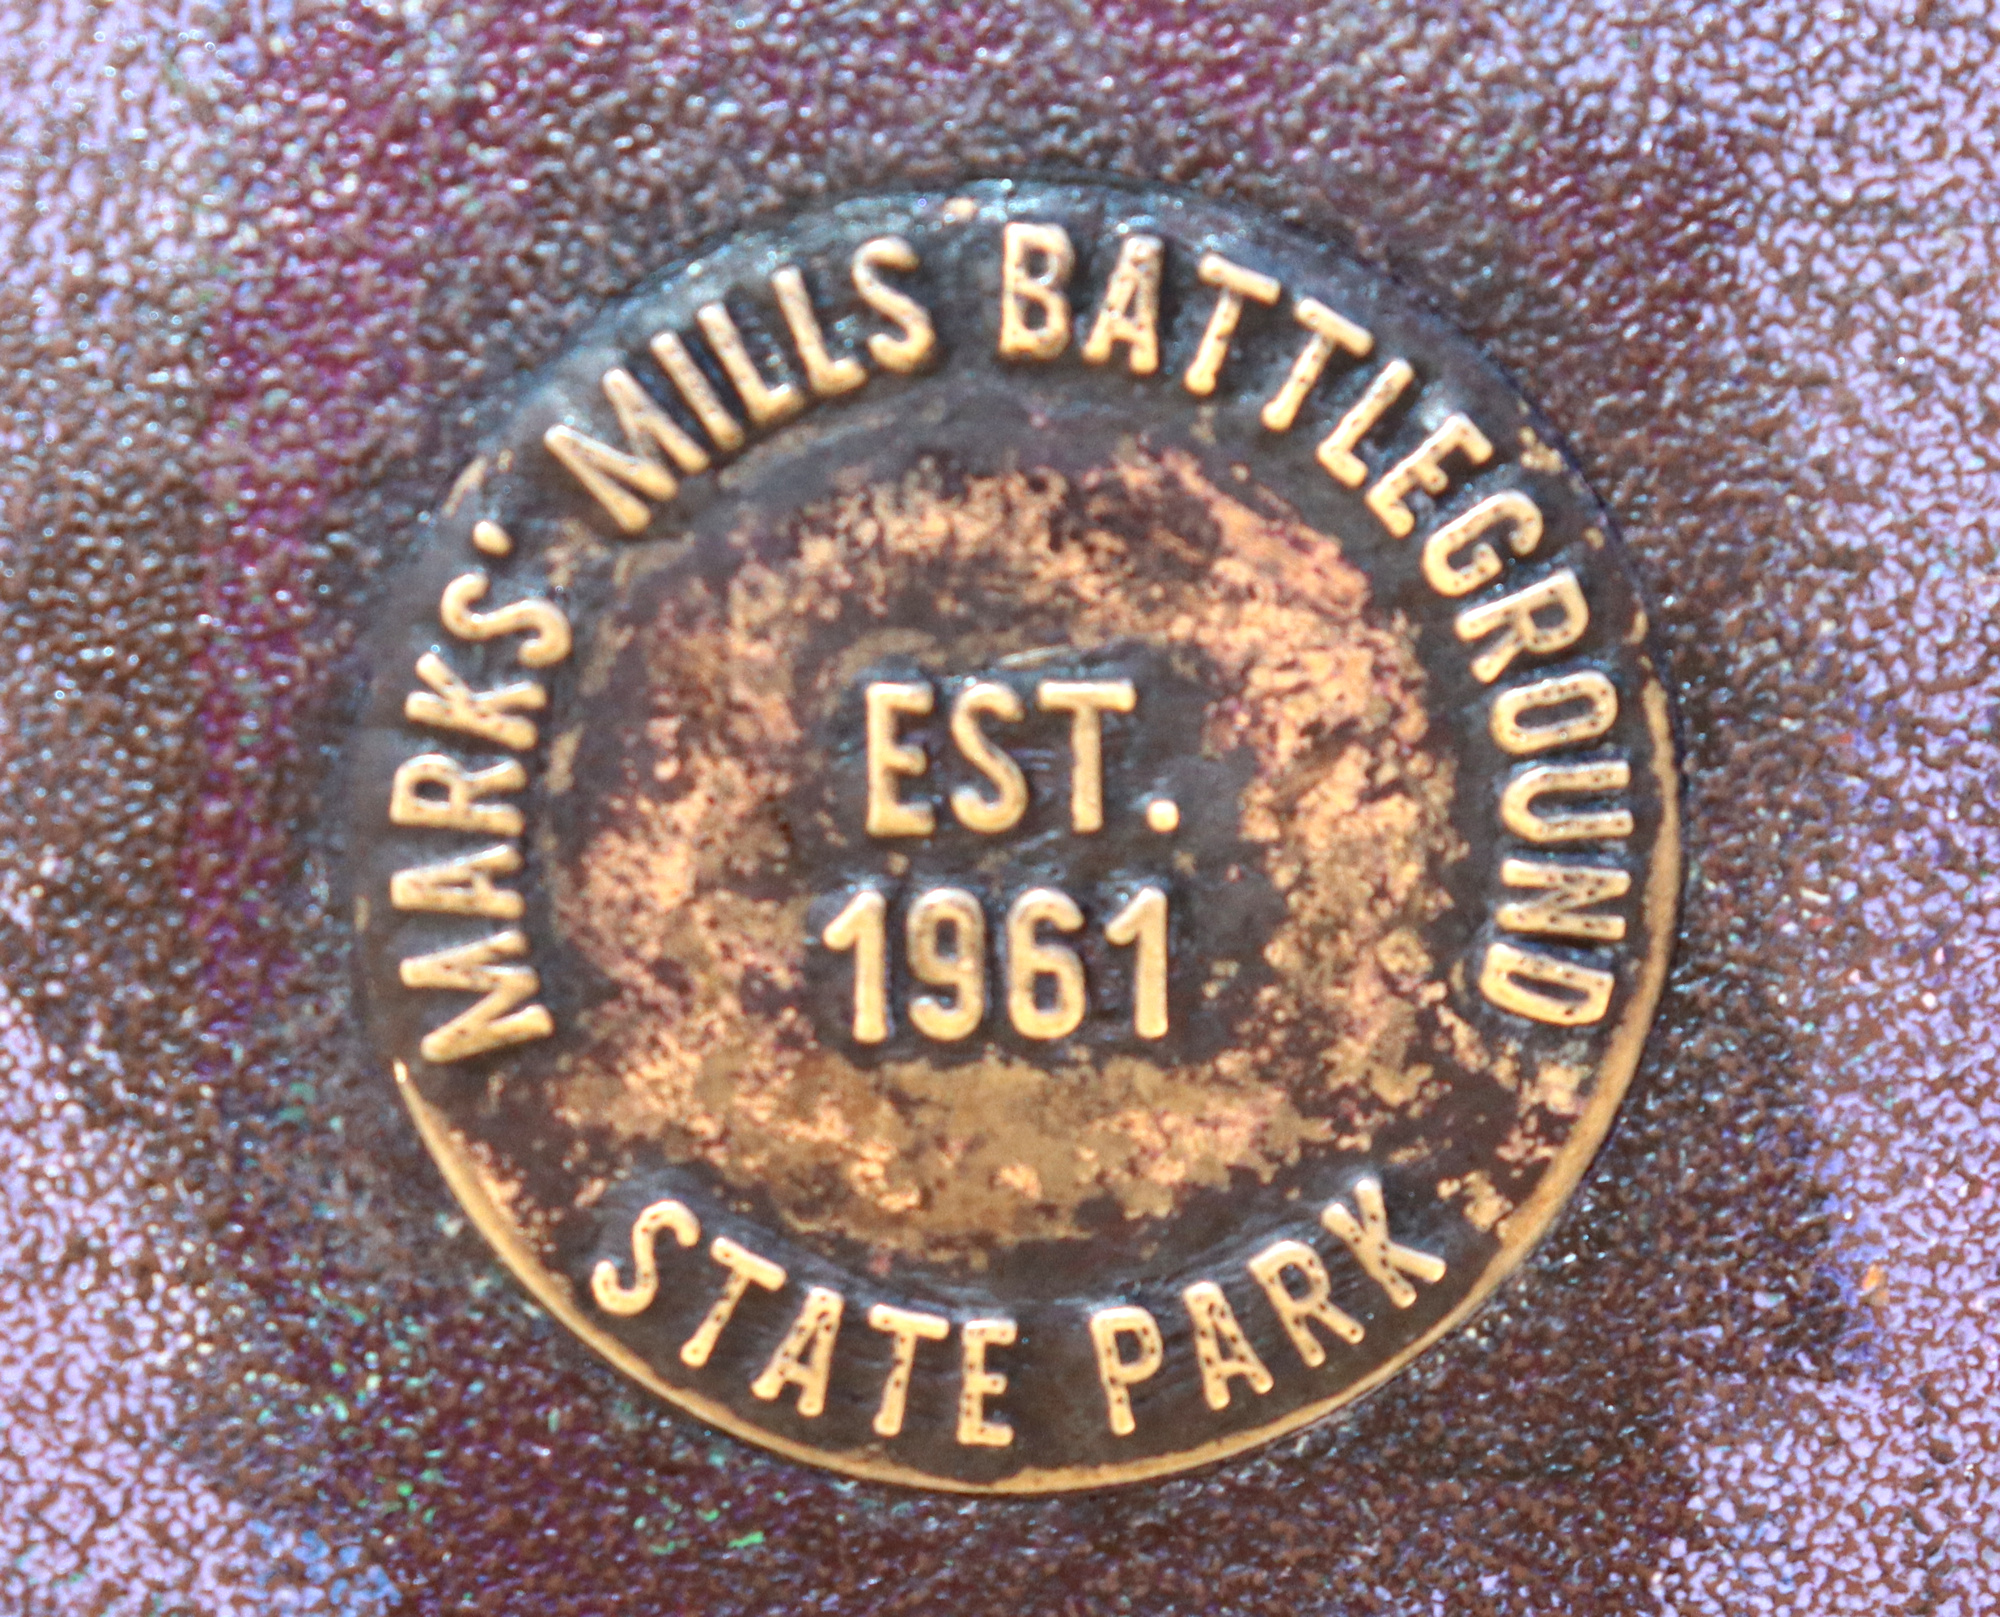 MARKS' MILLS BATTLEGROUND
EST.
1961
STATE PARK